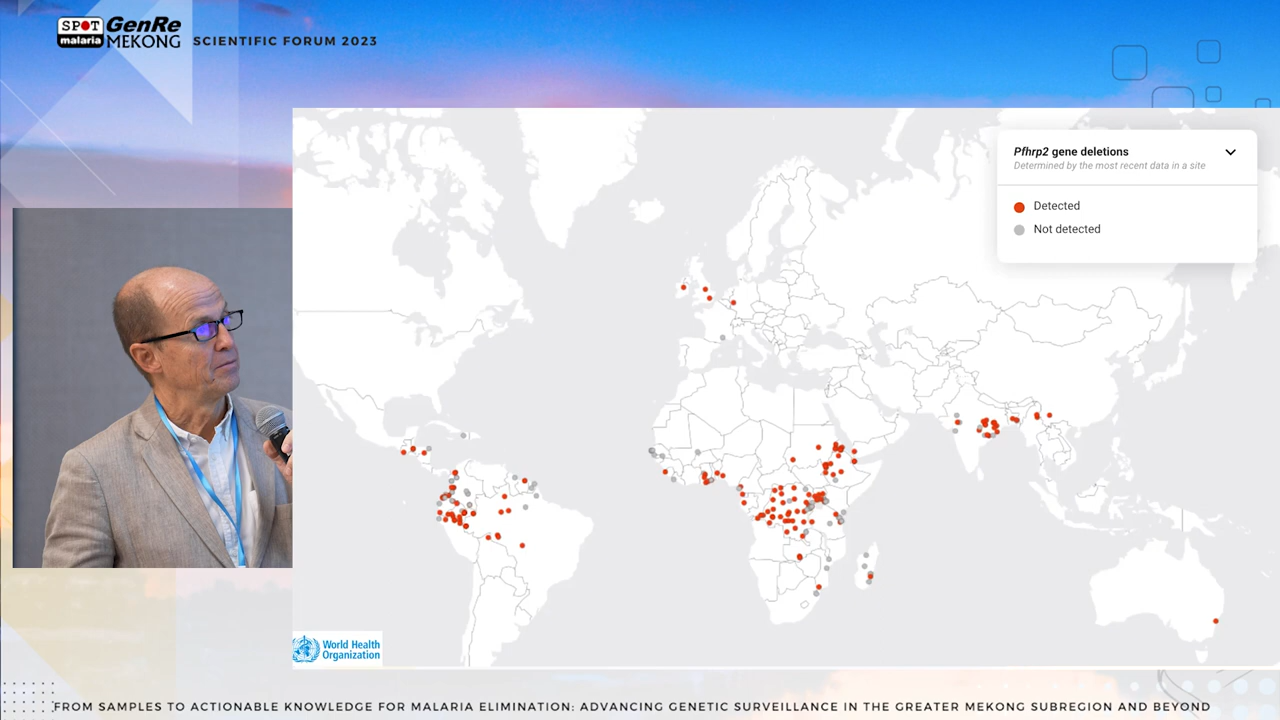 SPOT
malaria
GenRe
MEKONG
SCIENTIFIC FORUM 2023
Pfhrp2 gene deletions
Determined by the most recent data in a site
Detected
Not detected
World Health
Organization
FROM SAMPLES TO ACTIONABLE KNOWLEDGE FOR MALARIA ELIMINATION: ADVANCING GENETIC SURVEILLANCE IN THE GREATER MEKONG SUBREGION AND BEYOND